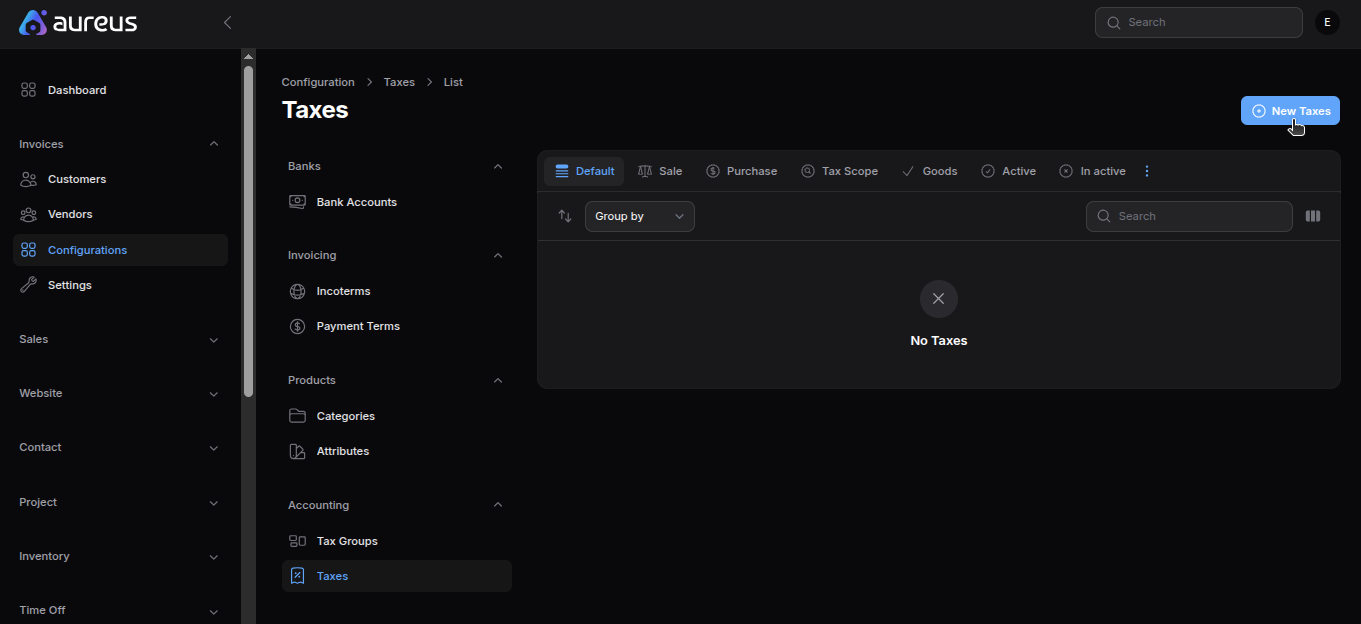 aureus
Search
E
Dashboard
Invoices
Customers
Vendors
Configurations
Settings
Sales
Website
Contact
Project
Inventory
Time Off
Configuration > Taxes > List
Taxes
New Taxes
Banks
Bank Accounts
Invoicing
Incoterms
Payment Terms
Products
Categories
Attributes
Accounting
Tax Groups
Taxes
Default Sale Purchase Tax Scope Goods Active In active
Group by
Search
No Taxes